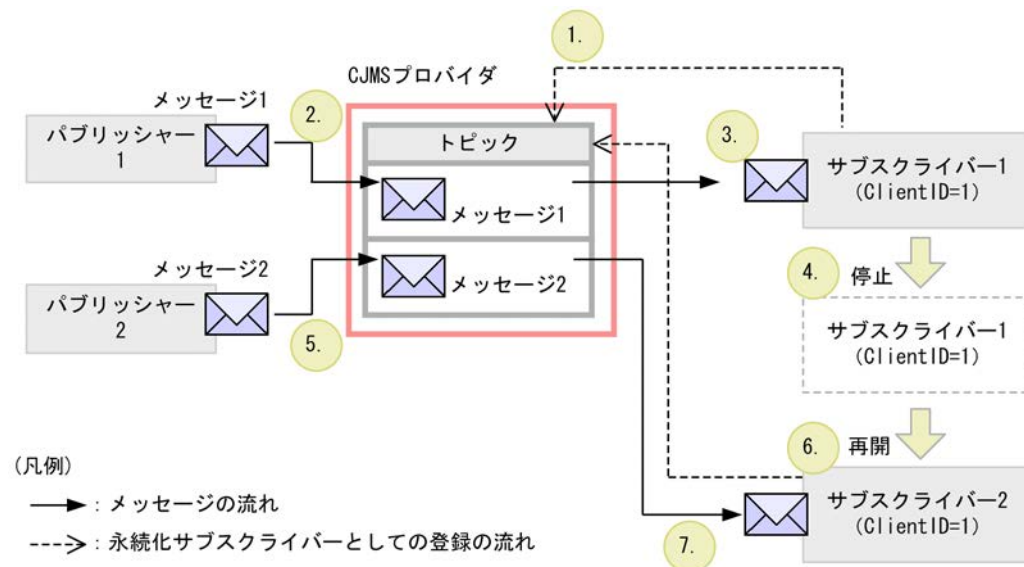 1.
CJMSプロバイダ
メッセージ1
2.
パブリッシャー
1
トピック
3.
サブスクライバー1
(ClientID=1)
メッセージ1
メッセージ2
4.
停止
パブリッシャー
2
メッセージ2
5.
サブスクライバー1
(ClientID=1)
6.
再開
(凡例)
サブスクライバー2
(ClientID=1)
: メッセージの流れ
: 永続化サブスクライバーとしての登録の流れ
7.